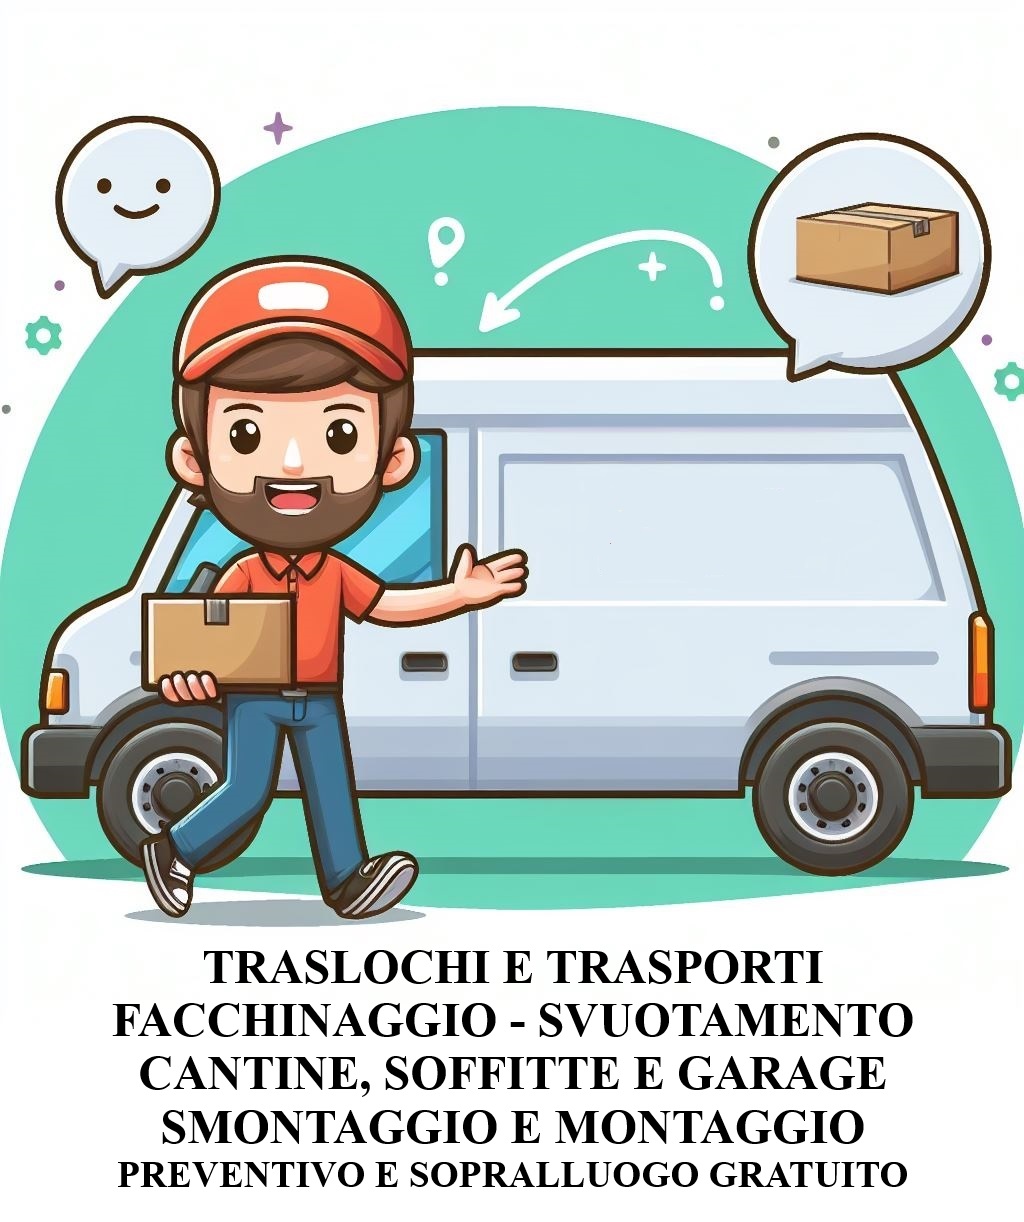 TRASLOCHI E TRASPORTI
FACCHINAGGIO - SVUOTAMENTO
CANTINE, SOFFITTE E GARAGE
SMONTAGGIO E MONTAGGIO
PREVENTIVO E SOPRALLUOGO GRATUITO